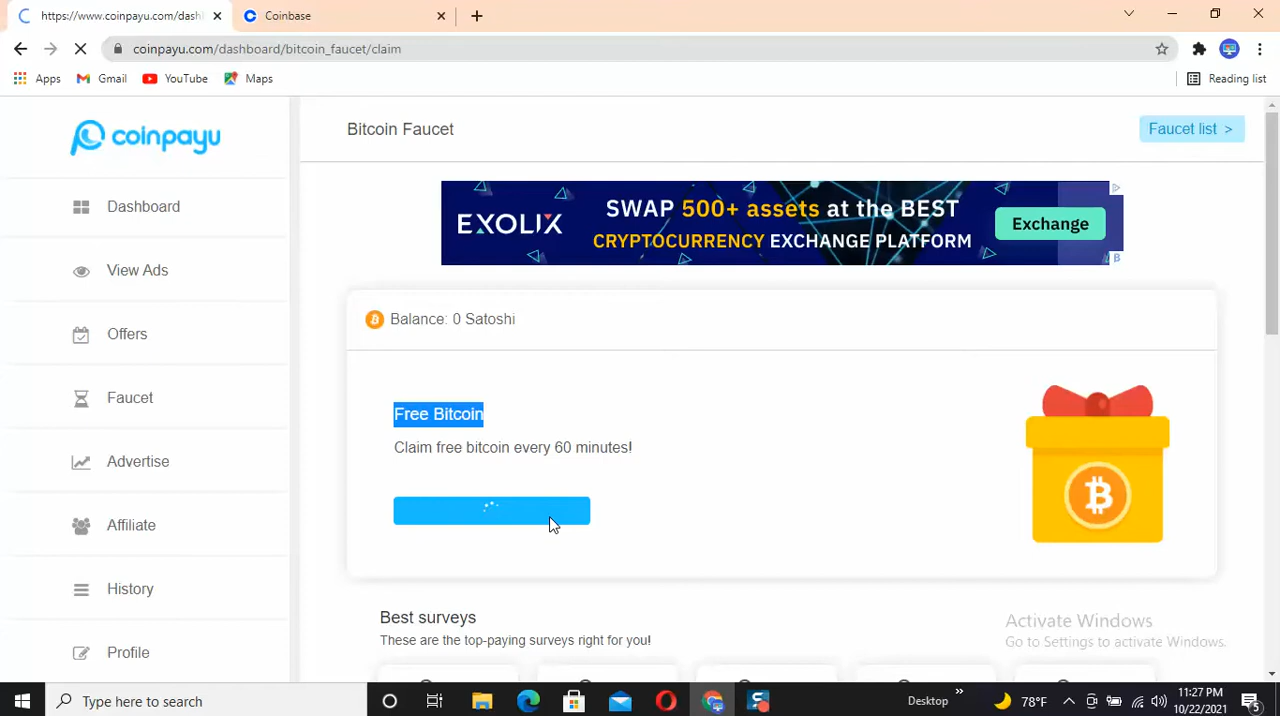 https://www.coinpayu.com/dashl
Coinbase
coinpayu.com/dashboard/bitcoin_faucet/claim
Apps
Gmail
YouTube
Maps
Reading list
coinpayu
Bitcoin Faucet
Faucet list >
Dashboard
View Ads
Offers
Faucet
Advertise
Affiliate
History
Profile
EXOLIX
SWAP 500+ assets at the BEST
CRYPTOCURRENCY EXCHANGE PLATFORM
Exchange
Balance: 0 Satoshi
Free Bitcoin
Claim free bitcoin every 60 minutes!
Best surveys
These are the top-paying surveys right for you!
Activate Windows
Go to Settings to activate Windows.
Type here to search
Desktop
78°F
11:27 PM
10/22/2021
5